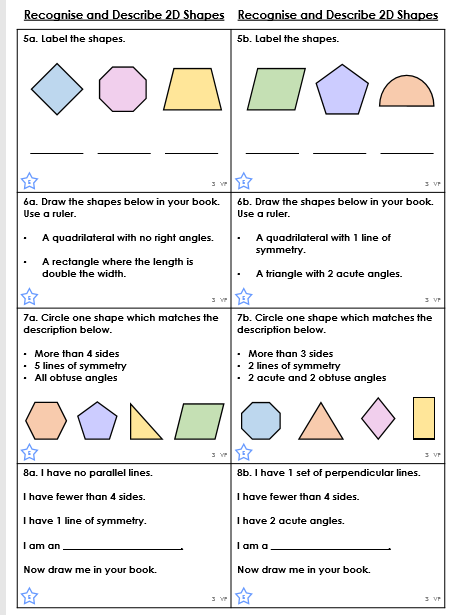 Recognise and Describe 2D Shapes
Recognise and Describe 2D Shapes
5a. Label the shapes.
3 VF
5b. Label the shapes.
3 VF
6a. Draw the shapes below in your book.
Use a ruler.
• A quadrilateral with no right angles.
• A rectangle where the length is
double the width.
3 VF
6b. Draw the shapes below in your book.
Use a ruler.
• A quadrilateral with 1 line of
symmetry.
• A triangle with 2 acute angles.
3 VF
7a. Circle one shape which matches the
description below.
• More than 4 sides
• 5 lines of symmetry
• All obtuse angles
3 VF
7b. Circle one shape which matches the
description below.
• More than 3 sides
• 2 lines of symmetry
• 2 acute and 2 obtuse angles
3 VF
8a. I have no parallel lines.
I have fewer than 4 sides.
I have 1 line of symmetry.
I am an ____________________.
Now draw me in your book.
3 VF
8b. I have 1 set of perpendicular lines.
I have fewer than 4 sides.
I have 2 acute angles.
I am a ____________________.
Now draw me in your book.
3 VF